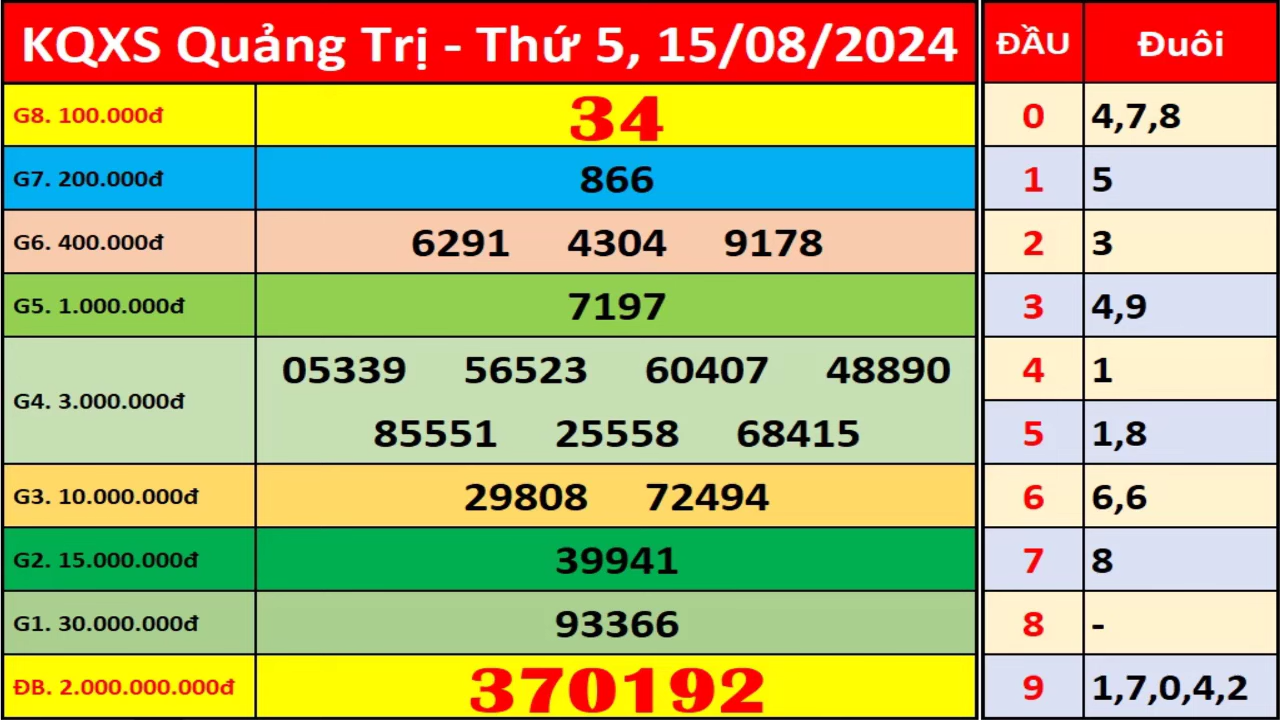 KQXS Quảng Trị - Thứ 5, 15/08/2024
G8. 100.000đ 34
G7. 200.000đ 866
G6. 400.000đ 6291 4304 9178
G5. 1.000.000đ 7197
G4. 3.000.000đ 05339 56523 60407 48890
85551 25558 68415
G3. 10.000.000đ 29808 72494
G2. 15.000.000đ 39941
G1. 30.000.000đ 93366
ĐB. 2.000.000.000đ 370192
ĐẦU Đuôi
0 4,7,8
1 5
2 3
3 4,9
4 1
5 1,8
6 6,6
7 8
8 -
9 1,7,0,4,2